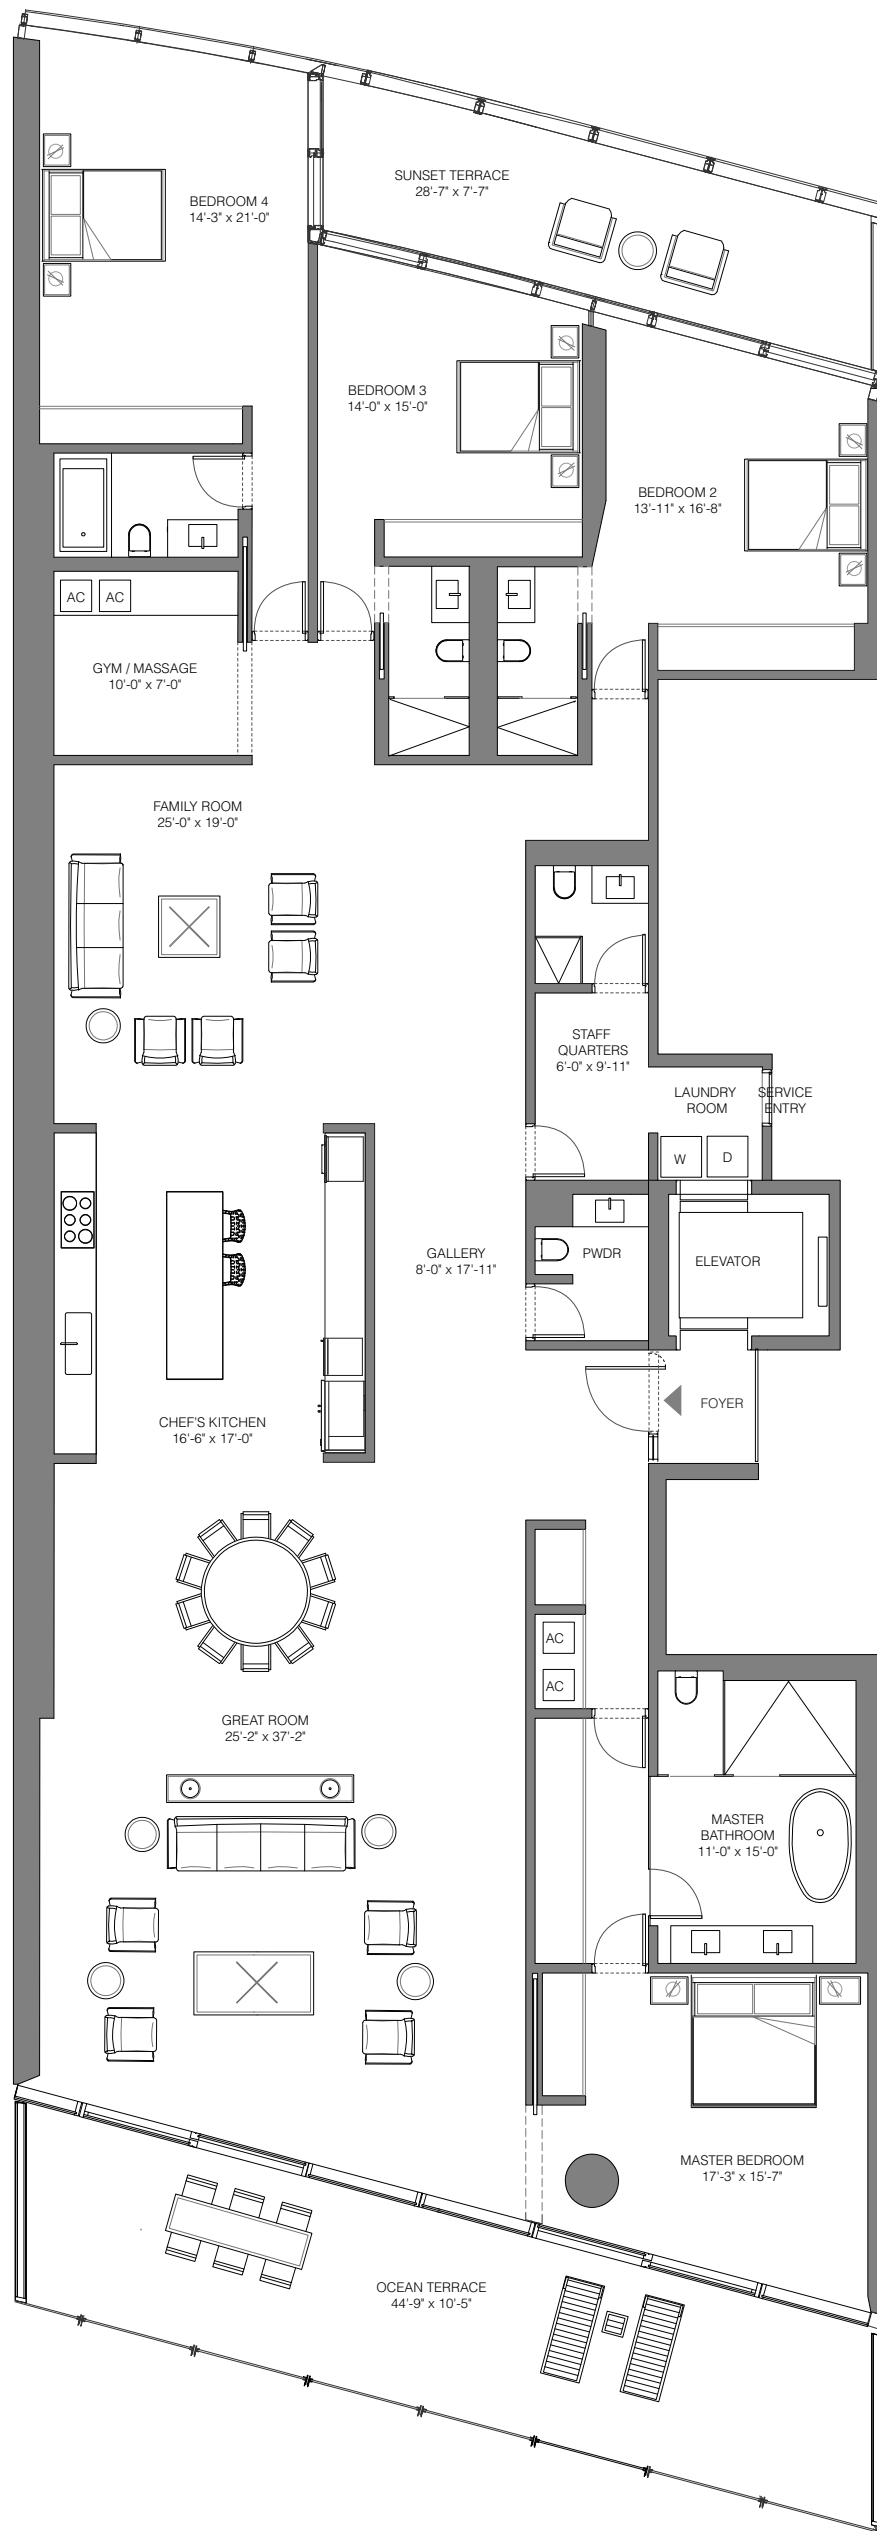 SUNSET TERRACE
28'-7" x 7'-7"
BEDROOM 4
14'-3" x 21'-0"
BEDROOM 3
14'-0" x 15'-0"
BEDROOM 2
13'-11" x 16'-8"
AC
AC
GYM / MASSAGE
10'-0" x 7'-0"
FAMILY ROOM
25'-0" x 19'-0"
STAFF
QUARTERS
6'-0" x 9'-11"
LAUNDRY
ROOM
SERVICE
ENTRY
W
D
GALLERY
8'-0" x 17'-11"
PWDR
ELEVATOR
FOYER
CHEF'S KITCHEN
16'-6" x 17'-0"
AC
AC
GREAT ROOM
25'-2" x 37'-2"
MASTER
BATHROOM
11'-0" x 15'-0"
MASTER BEDROOM
17'-3" x 15'-7"
OCEAN TERRACE
44'-9" x 10'-5"